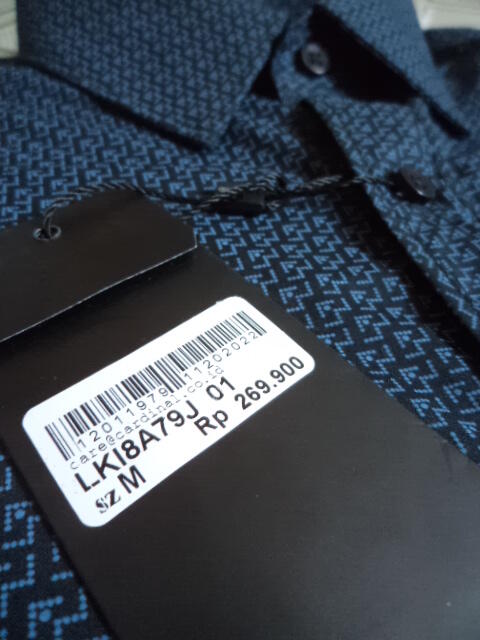 12011979 11202022
care@cardinal.co.id
LKI8A79J 01
Rp 269.900
SZ M